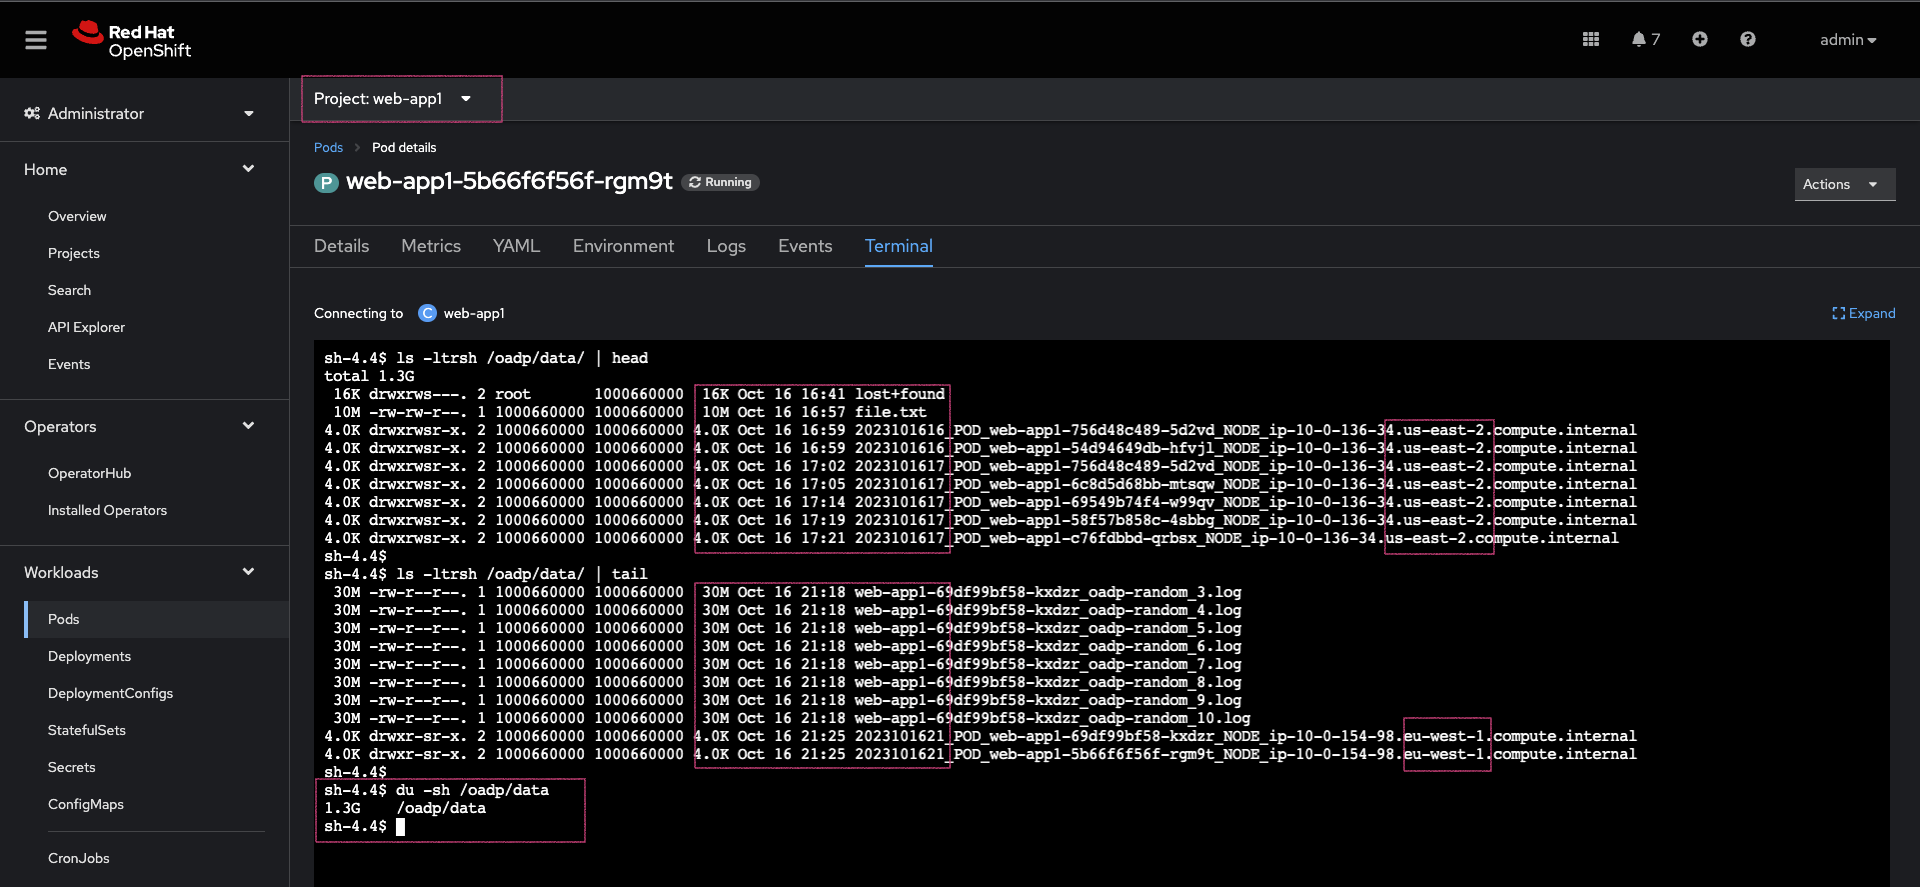 Red Hat
OpenShift
7
admin
Administrator
Home
Overview
Projects
Search
API Explorer
Events
Operators
OperatorHub
Installed Operators
Workloads
Pods
Deployments
DeploymentConfigs
StatefulSets
Secrets
ConfigMaps
CronJobs
Project: web-app1
Pods > Pod details
P web-app1-5b66f6f56f-rgm9t Running
Actions
Details Metrics YAML Environment Logs Events Terminal
Connecting to C web-app1
Expand
sh-4.4$ ls -ltrsh /oadp/data/ | head
total 1.3G
16K drwxrws---. 2 root 1000660000 16K Oct 16 16:41 lost+found
10M -rw-rw-r--. 1 1000660000 1000660000 10M Oct 16 16:57 file.txt
4.0K drwxrwsr-x. 2 1000660000 1000660000 4.0K Oct 16 16:59 2023101616_POD_web-app1-756d48c489-5d2vd_NODE_ip-10-0-136-34.us-east-2.compute.internal
4.0K drwxrwsr-x. 2 1000660000 1000660000 4.0K Oct 16 16:59 2023101616_POD_web-app1-54d94649db-hfvjl_NODE_ip-10-0-136-34.us-east-2.compute.internal
4.0K drwxrwsr-x. 2 1000660000 1000660000 4.0K Oct 16 17:02 2023101617_POD_web-app1-756d48c489-5d2vd_NODE_ip-10-0-136-34.us-east-2.compute.internal
4.0K drwxrwsr-x. 2 1000660000 1000660000 4.0K Oct 16 17:05 2023101617_POD_web-app1-6c8d5d68bb-mtsqw_NODE_ip-10-0-136-34.us-east-2.compute.internal
4.0K drwxrwsr-x. 2 1000660000 1000660000 4.0K Oct 16 17:14 2023101617_POD_web-app1-69549b74f4-w99qv_NODE_ip-10-0-136-34.us-east-2.compute.internal
4.0K drwxrwsr-x. 2 1000660000 1000660000 4.0K Oct 16 17:19 2023101617_POD_web-app1-58f57b858c-4sbbg_NODE_ip-10-0-136-34.us-east-2.compute.internal
4.0K drwxrwsr-x. 2 1000660000 1000660000 4.0K Oct 16 17:21 2023101617_POD_web-app1-c76fdbbd-qrbsx_NODE_ip-10-0-136-34.us-east-2.compute.internal
sh-4.4$
sh-4.4$ ls -ltrsh /oadp/data/ | tail
30M -rw-r--r--. 1 1000660000 1000660000 30M Oct 16 21:18 web-app1-69df99bf58-kxdzr_oadp-random_3.log
30M -rw-r--r--. 1 1000660000 1000660000 30M Oct 16 21:18 web-app1-69df99bf58-kxdzr_oadp-random_4.log
30M -rw-r--r--. 1 1000660000 1000660000 30M Oct 16 21:18 web-app1-69df99bf58-kxdzr_oadp-random_5.log
30M -rw-r--r--. 1 1000660000 1000660000 30M Oct 16 21:18 web-app1-69df99bf58-kxdzr_oadp-random_6.log
30M -rw-r--r--. 1 1000660000 1000660000 30M Oct 16 21:18 web-app1-69df99bf58-kxdzr_oadp-random_7.log
30M -rw-r--r--. 1 1000660000 1000660000 30M Oct 16 21:18 web-app1-69df99bf58-kxdzr_oadp-random_8.log
30M -rw-r--r--. 1 1000660000 1000660000 30M Oct 16 21:18 web-app1-69df99bf58-kxdzr_oadp-random_9.log
30M -rw-r--r--. 1 1000660000 1000660000 30M Oct 16 21:18 web-app1-69df99bf58-kxdzr_oadp-random_10.log
4.0K drwxr-sr-x. 2 1000660000 1000660000 4.0K Oct 16 21:25 2023101621_POD_web-app1-69df99bf58-kxdzr_NODE_ip-10-0-154-98.eu-west-1.compute.internal
4.0K drwxr-sr-x. 2 1000660000 1000660000 4.0K Oct 16 21:25 2023101621_POD_web-app1-5b66f6f56f-rgm9t_NODE_ip-10-0-154-98.eu-west-1.compute.internal
sh-4.4$
sh-4.4$ du -sh /oadp/data
1.3G /oadp/data
sh-4.4$